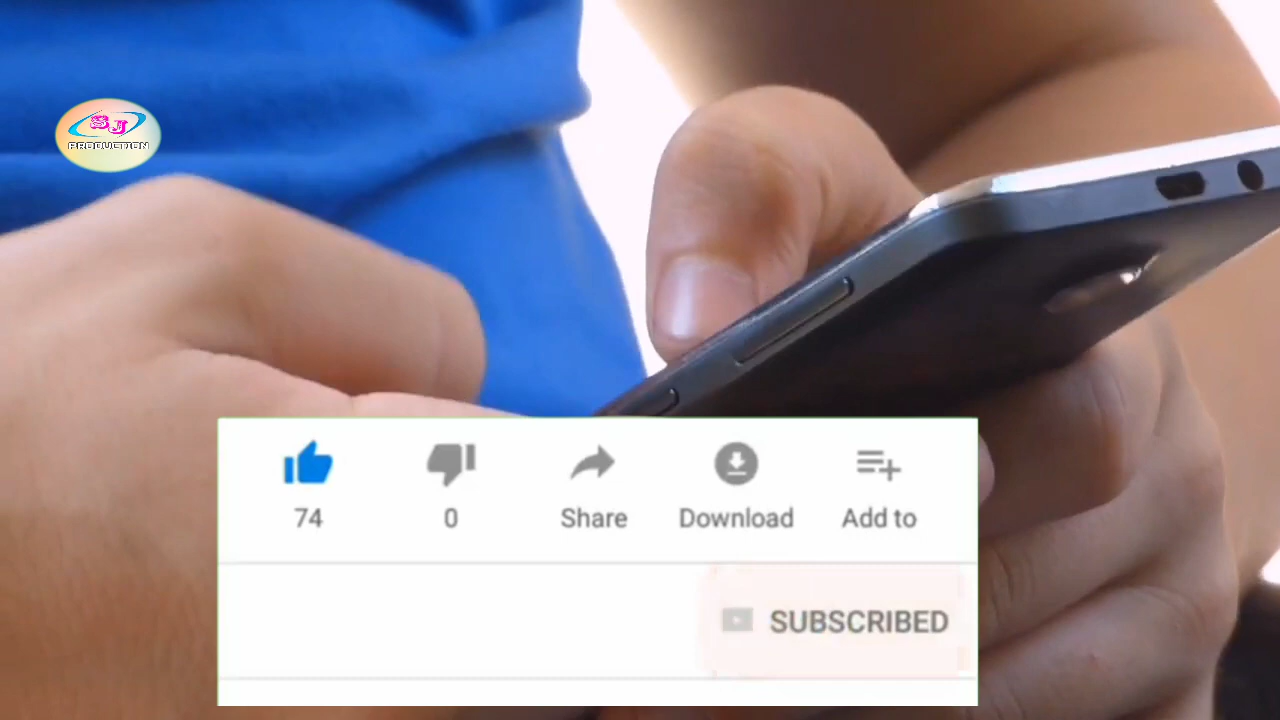 SJ
PRODUCTION
74
0
Share
Download
Add to
SUBSCRIBED